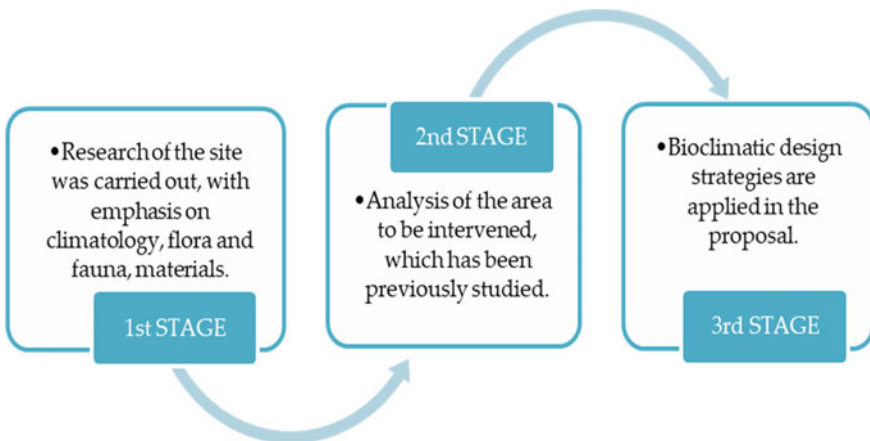 •Research of the site
was carried out, with
emphasis on
climatology, flora and
fauna, materials.
1st STAGE
2nd STAGE
•Analysis of the area
to be intervened,
which has been
previously studied.
•Bioclimatic design
strategies are
applied in the
proposal.
3rd STAGE